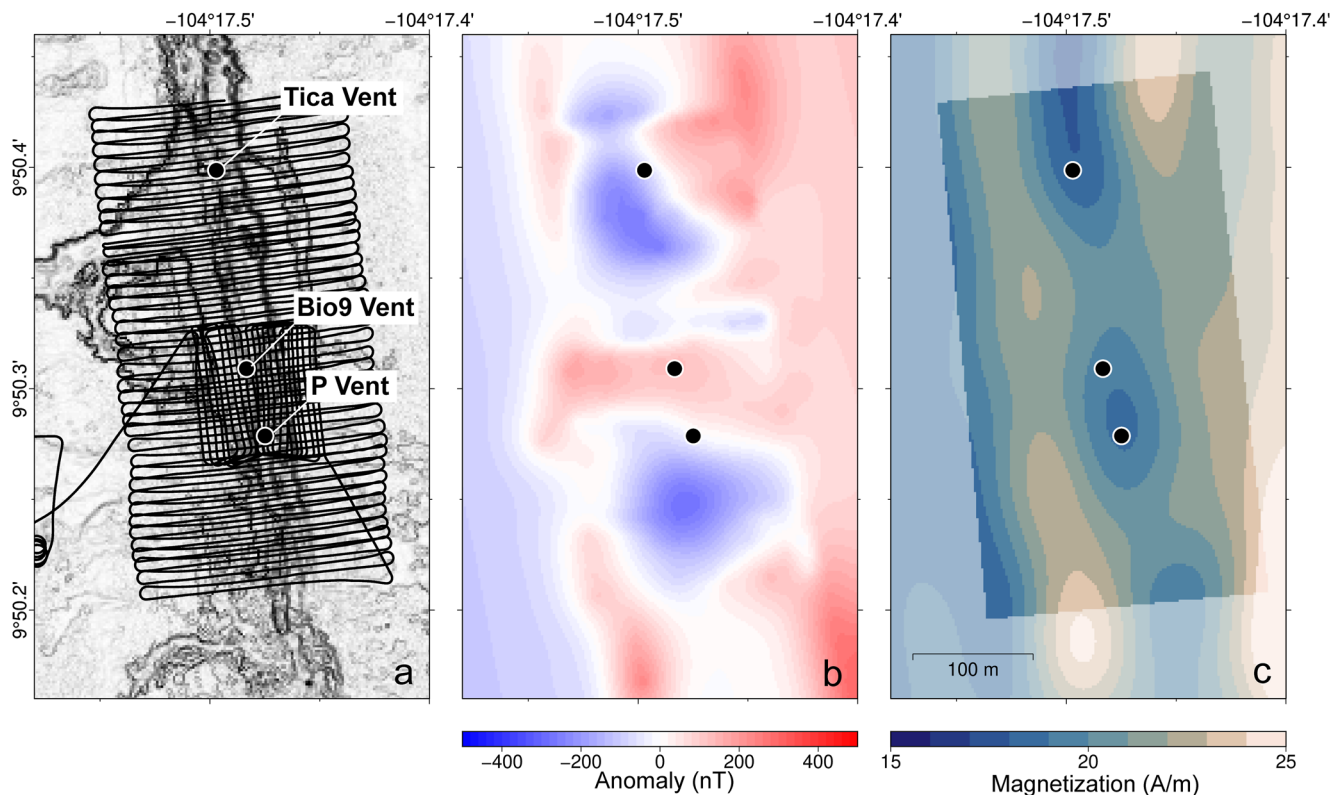 −104°17.5'
−104°17.4'
−104°17.5'
−104°17.4'
−104°17.5'
−104°17.4'
9°50.4'
9°50.3'
9°50.2'
Tica Vent
Bio9 Vent
P Vent
a
b
c
100 m
−400
−200
0
200
400
Anomaly (nT)
15
20
25
Magnetization (A/m)